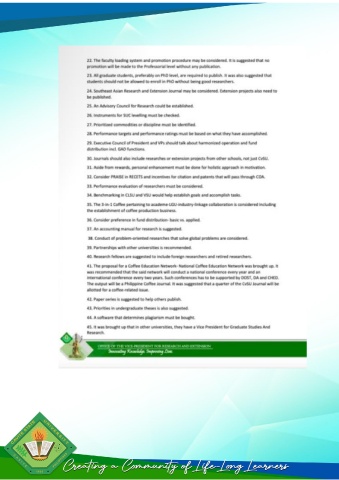 22. The faculty loading system and promotion procedure may be considered. It is suggested that no
promotion will be made to the Professorial level without any publication.
23. All graduate students, preferably on PhD level, are required to publish. It was also suggested that
students should not be allowed to enroll in PhD without being good researchers.
24. Southeast Asian Research and Extension Journal may be considered. Extension projects also need to
be published.
25. An Advisory Council for Research could be established.
26. Instruments for SUC levelling must be checked.
27. Prioritized commodities or discipline must be identified.
28. Performance targets and performance ratings must be based on what they have accomplished.
29. Executive Council of President and VPs should talk about harmonized operation and fund
distribution incl. GAD functions.
30. Journals should also include researches or extension projects from other schools, not just CvSU.
31. Aside from rewards, personal enhancement must be done for holistic approach in motivation.
32. Consider PRAISE in RECETS and incentives for citation and patents that will pass through COA.
33. Performance evaluation of researchers must be considered.
34. Benchmarking in CLSU and VSU would help establish goals and accomplish tasks.
35. The 3-in-1 Coffee pertaining to academe-LGU-industry linkage collaboration is considered including
the establishment of coffee production business.
36. Consider preference in fund distribution- basic vs. applied.
37. An accounting manual for research is suggested.
38. Conduct of problem-oriented researches that solve global problems are considered.
39. Partnerships with other universities is recommended.
40. Research fellows are suggested to include foreign researchers and retired researchers.
41. The proposal for a Coffee Education Network- National Coffee Education Network was brought up. It
was recommended that the said network will conduct a national conference every year and an
international conference every two years. Such conferences has to be supported by DOST, DA and CHED.
The output will be a Philippine Coffee Journal. It was suggested that a quarter of the CvSU Journal will be
allotted for a coffee-related issue.
42. Paper series is suggested to help others publish.
43. Priorities in undergraduate theses is also suggested.
44. A software that determines plagiarism must be bought.
45. It was brought up that in other universities, they have a Vice President for Graduate Studies And
Research.
OFFICE OF THE VICE PRESIDENT FOR RESEARCH AND EXTENSION
Innovating Knowledge, Improving Lives
Creating a Community of Life-Long Learners